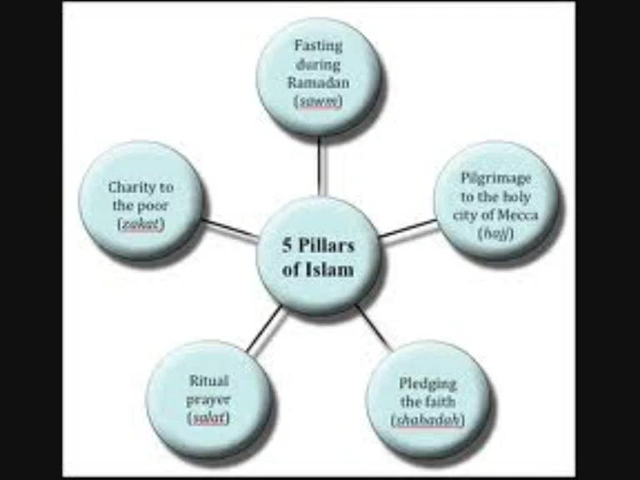 Fasting
during
Ramadan
(sawm)
Charity to
the poor
(zakat)
Pilgrimage
to the holy
city of Mecca
(hajj)
5 Pillars
of Islam
Ritual
prayer
(salat)
Pledging
the faith
(shahadah)